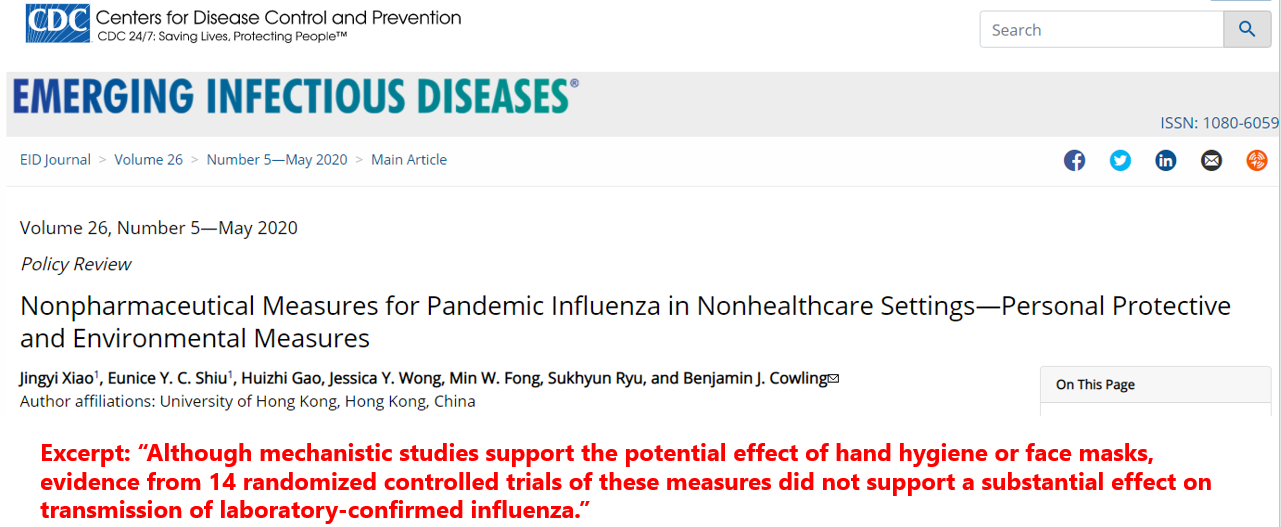 CDC
Centers for Disease Control and Prevention
CDC 24/7: Saving Lives, Protecting People™
Search
EMERGING INFECTIOUS DISEASES®
ISSN: 1080-6059
EID Journal > Volume 26 > Number 5—May 2020 > Main Article
Volume 26, Number 5—May 2020
Policy Review
Nonpharmaceutical Measures for Pandemic Influenza in Nonhealthcare Settings—Personal Protective
and Environmental Measures
Jingyi Xiao¹, Eunice Y. C. Shiu¹, Huizhi Gao, Jessica Y. Wong, Min W. Fong, Sukhyun Ryu, and Benjamin J. Cowling
Author affiliations: University of Hong Kong, Hong Kong, China
On This Page
Excerpt: “Although mechanistic studies support the potential effect of hand hygiene or face masks,
evidence from 14 randomized controlled trials of these measures did not support a substantial effect on
transmission of laboratory-confirmed influenza.”